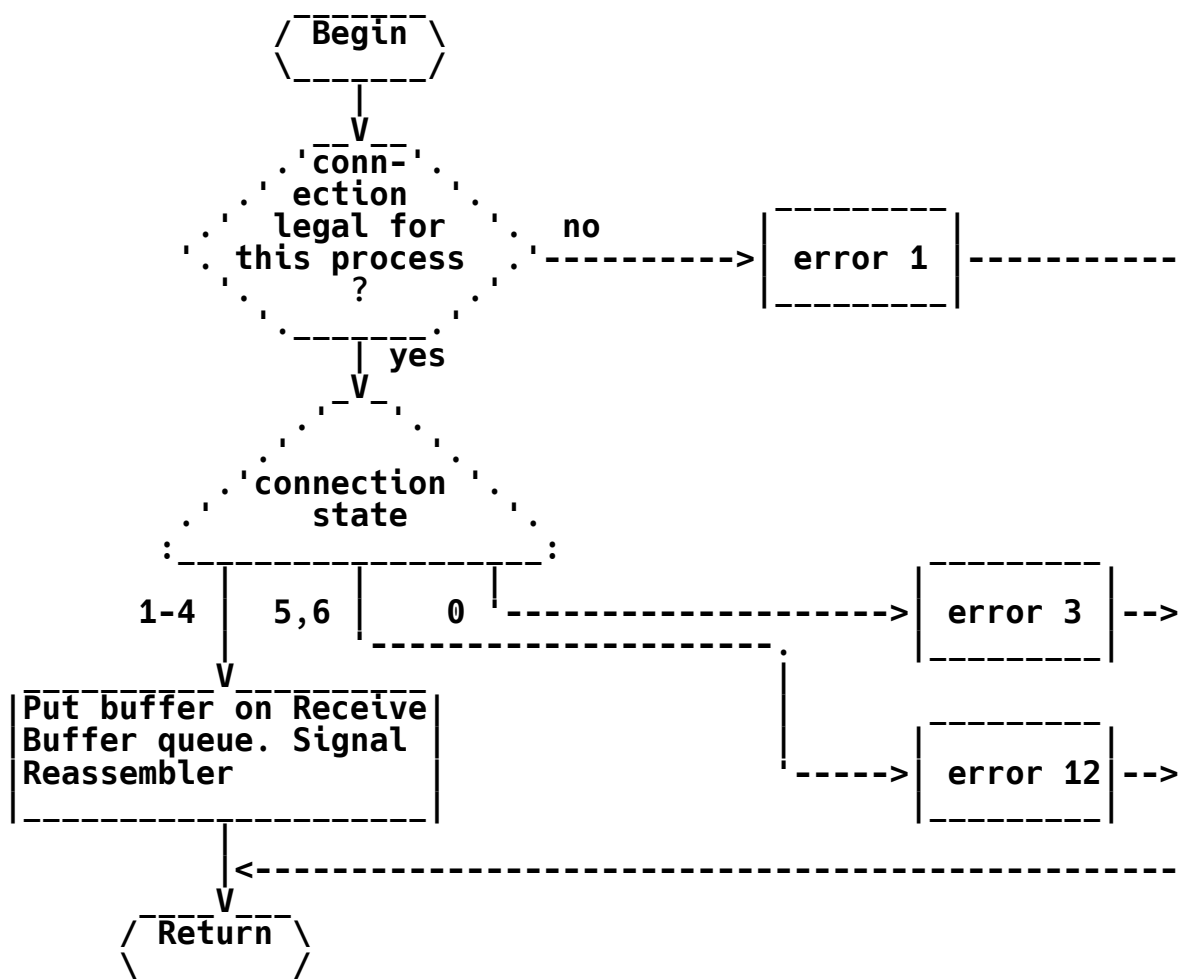 Begin
conn-
ection
legal for no
this process error 1
?
yes
connection
state
1-4 5,6 0 error 3
Put buffer on Receive
Buffer queue. Signal
Reassembler error 12
Return